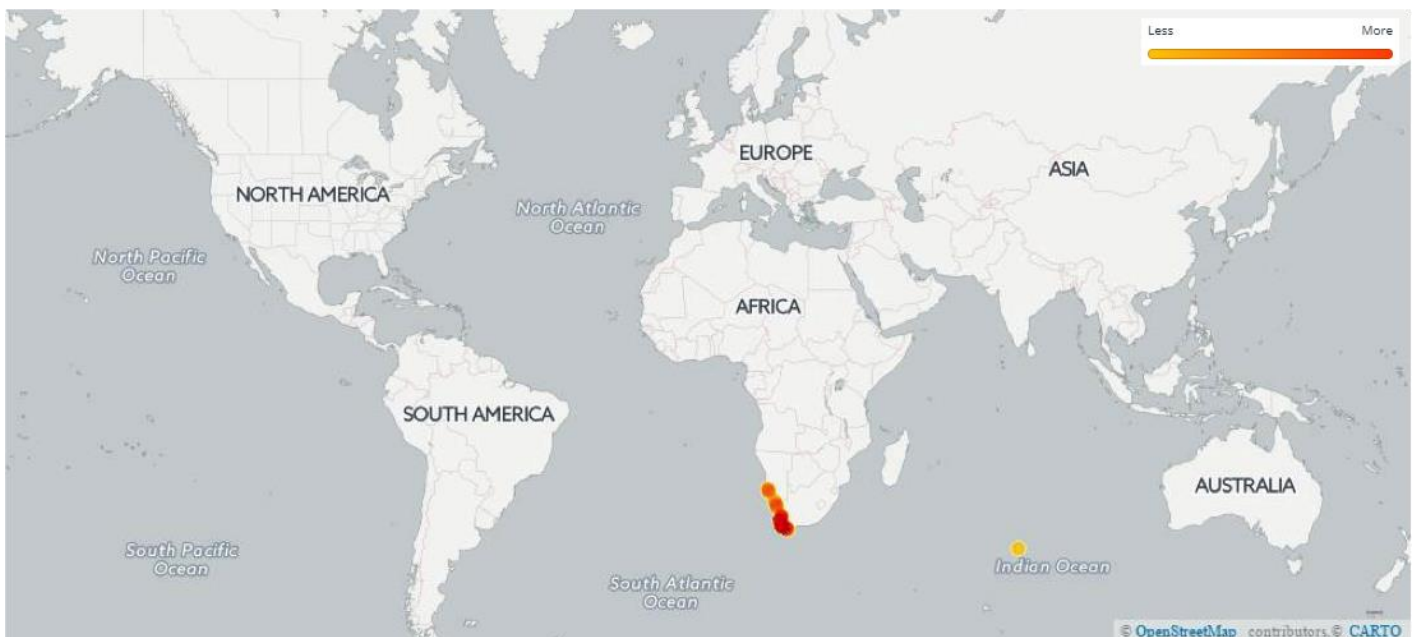 Less More
EUROPE
ASIA
NORTH AMERICA
North Atlantic
Ocean
North Pacific
Ocean
AFRICA
SOUTH AMERICA
AUSTRALIA
South Pacific
Ocean
Indian Ocean
South Atlantic
Ocean
© OpenStreetMap contributors © CARTO